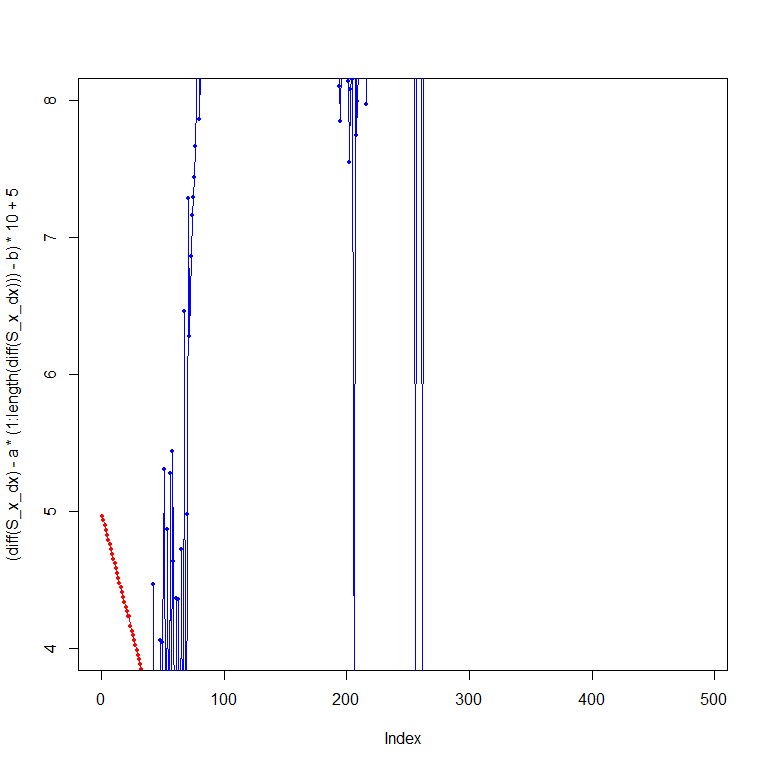 (diff(S_x_dx) - a * (1:length(diff(S_x_dx))) - b) * 10 + 5
8
7
6
5
4
0 100 200 300 400 500
Index